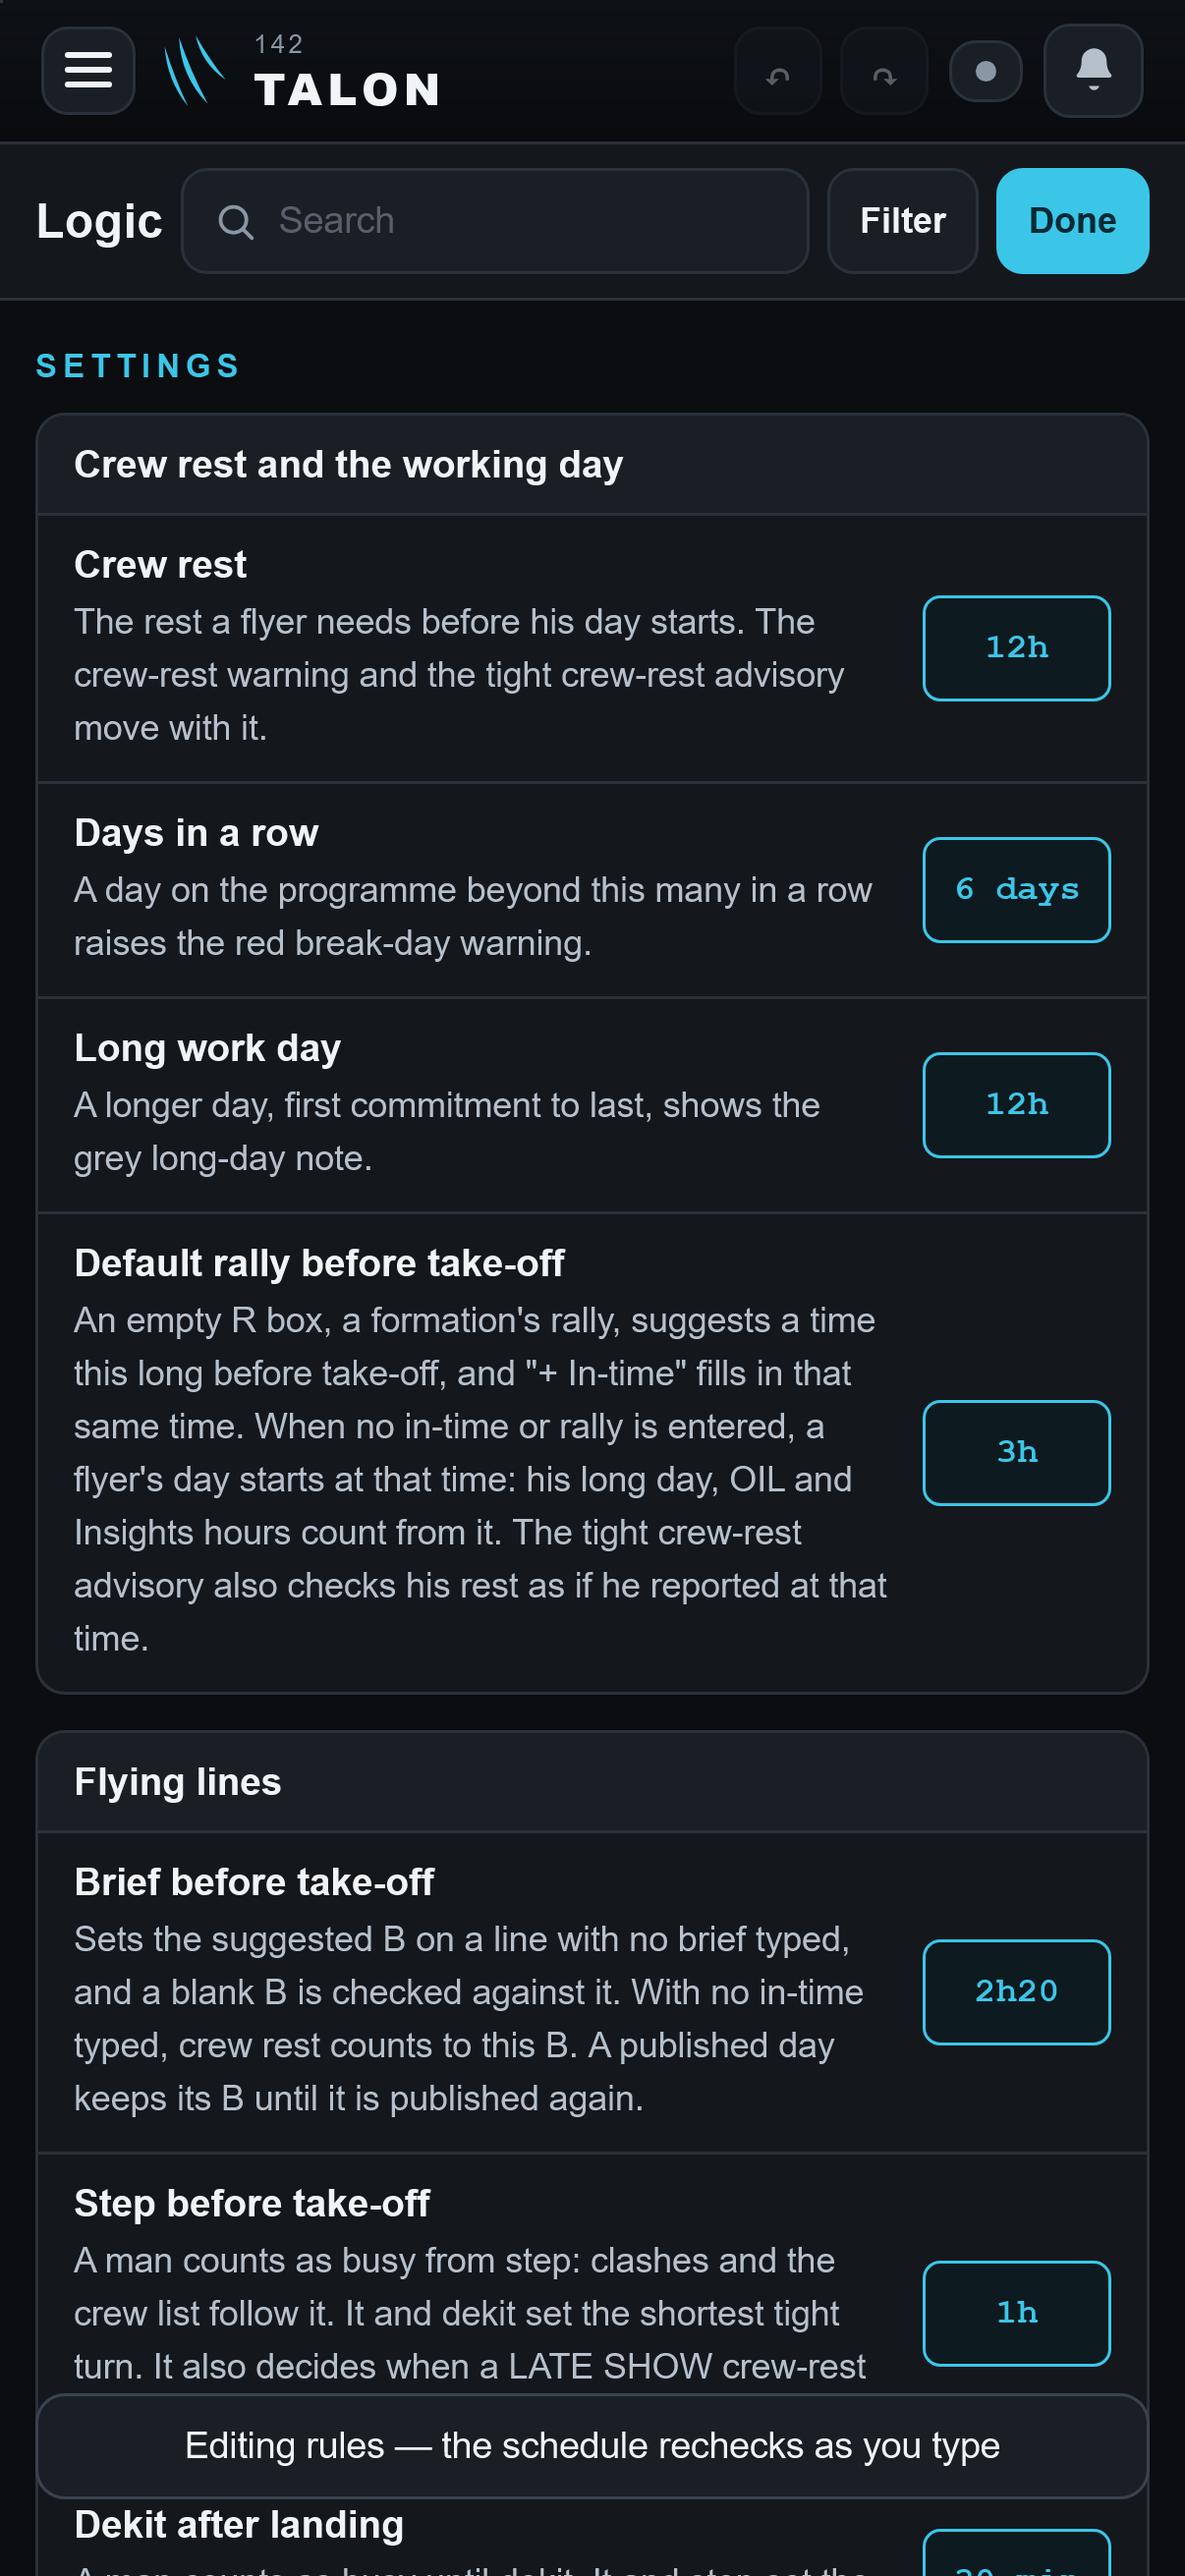 142
TALON
Logic
Search
Filter
Done
SETTINGS
Crew rest and the working day
Crew rest
The rest a flyer needs before his day starts. The
crew-rest warning and the tight crew-rest advisory
move with it.
12h
Days in a row
A day on the programme beyond this many in a row
raises the red break-day warning.
6 days
Long work day
A longer day, first commitment to last, shows the
grey long-day note.
12h
Default rally before take-off
An empty R box, a formation's rally, suggests a time
this long before take-off, and "+ In-time" fills in that
same time. When no in-time or rally is entered, a
flyer's day starts at that time: his long day, OIL and
Insights hours count from it. The tight crew-rest
advisory also checks his rest as if he reported at that
time.
3h
Flying lines
Brief before take-off
Sets the suggested B on a line with no brief typed,
and a blank B is checked against it. With no in-time
typed, crew rest counts to this B. A published day
keeps its B until it is published again.
2h20
Step before take-off
A man counts as busy from step: clashes and the
crew list follow it. It and dekit set the shortest tight
turn. It also decides when a LATE SHOW crew-rest
1h
Editing rules — the schedule rechecks as you type
Dekit after landing
A man counts as busy until dekit. It and step set the